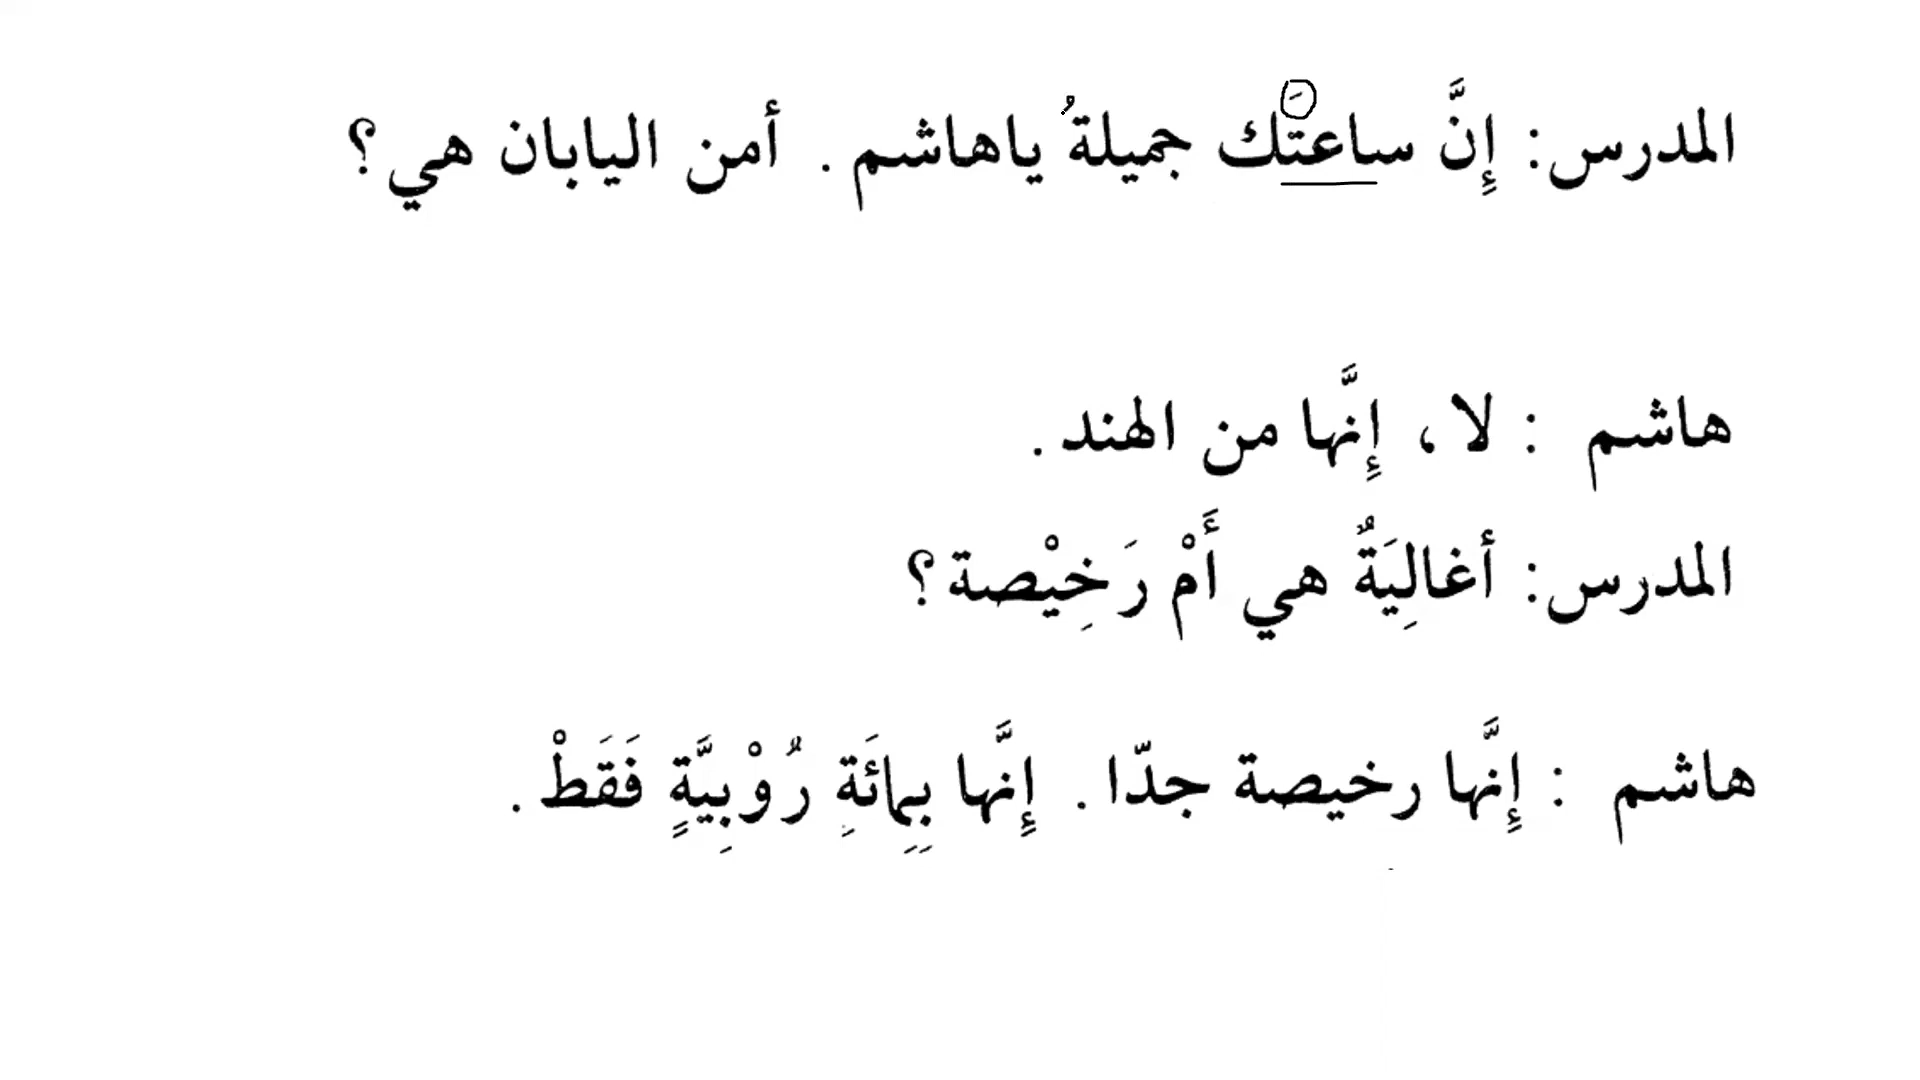 المدرس: إِنَّ ساعتَك جميلةُ ياهاشم. أمن اليابان هي؟
هاشم : لا، إِنَّها من الهند.
المدرس: أغالِيَةٌ هي أَمْ رَخِيْصة؟
هاشم : إِنَّها رخيصة جدّا. إِنَّها بِمِائَةِ رُوْبِيَّةٍ فَقَطْ.